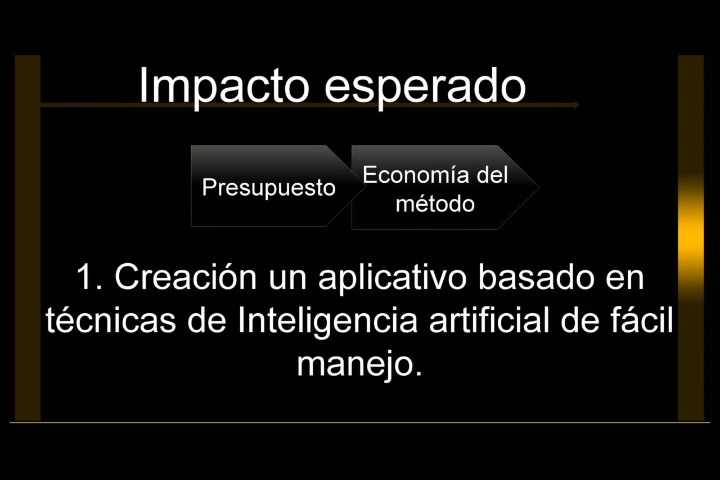 Impacto esperado
Presupuesto
Economía del
método
1. Creación un aplicativo basado en
técnicas de Inteligencia artificial de fácil
manejo.